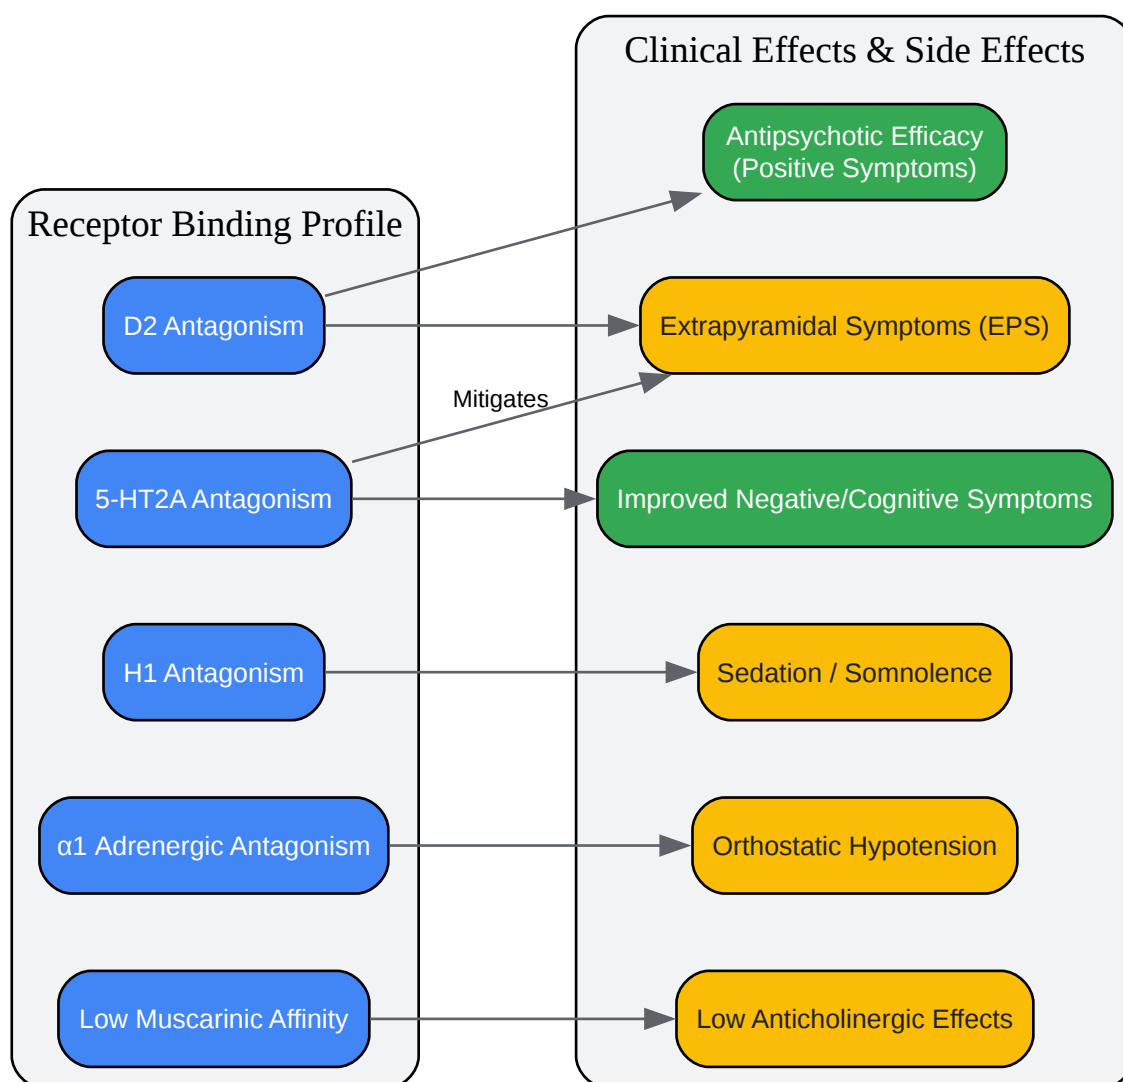 Clinical Effects & Side Effects
Antipsychotic Efficacy
(Positive Symptoms)
Receptor Binding Profile
D2 Antagonism
Extrapyramidal Symptoms (EPS)
Mitigates
5-HT2A Antagonism
Improved Negative/Cognitive Symptoms
H1 Antagonism
Sedation / Somnolence
α1 Adrenergic Antagonism
Orthostatic Hypotension
Low Muscarinic Affinity
Low Anticholinergic Effects